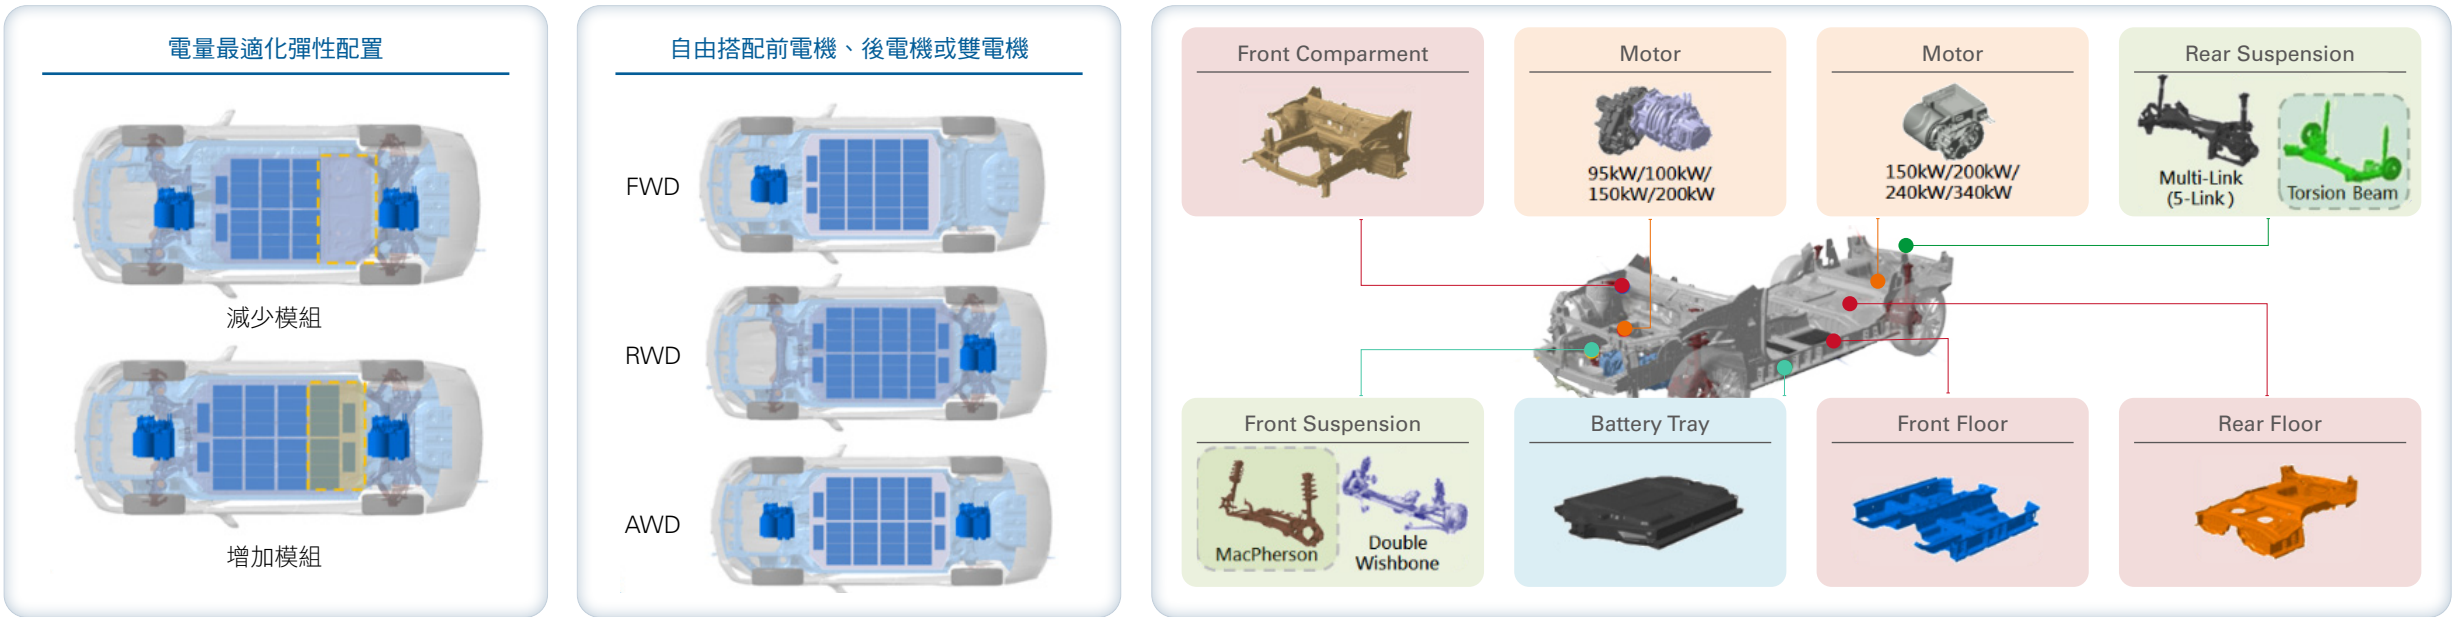 電量最適化彈性配置
減少模組
增加模組
自由搭配前電機、後電機或雙電機
FWD
RWD
AWD
Front Comparment
Motor
95kW/100kW/
150kW/200kW
Motor
150kW/200kW/
240kW/340kW
Rear Suspension
Multi-Link
(5-Link )
Torsion Beam
Front Suspension
MacPherson
Double
Wishbone
Battery Tray
Front Floor
Rear Floor